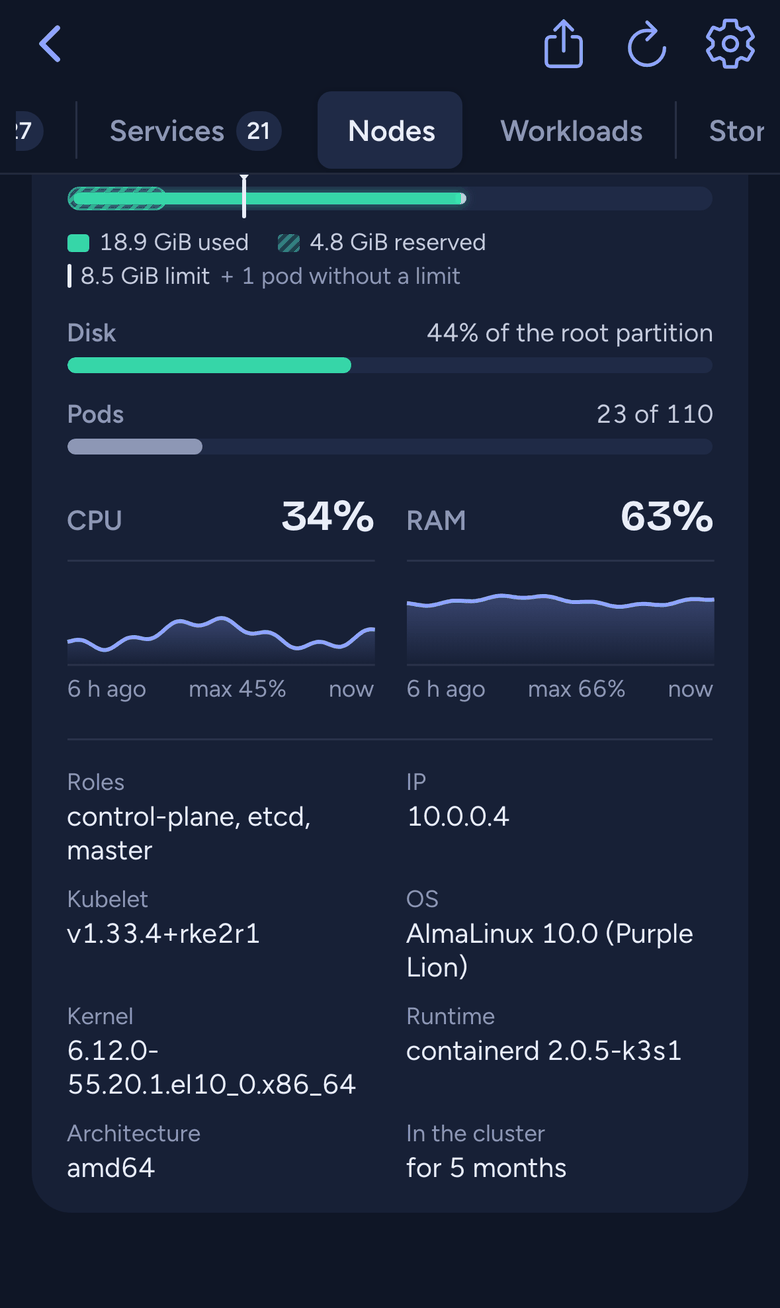 27
Services 21
Nodes
Workloads
Stor
18.9 GiB used 4.8 GiB reserved
8.5 GiB limit + 1 pod without a limit
Disk 44% of the root partition
Pods 23 of 110
CPU 34% RAM 63%
6 h ago max 45% now 6 h ago max 66% now
Roles
control-plane, etcd,
master
IP
10.0.0.4
Kubelet
v1.33.4+rke2r1
OS
AlmaLinux 10.0 (Purple
Lion)
Kernel
6.12.0-
55.20.1.el10_0.x86_64
Runtime
containerd 2.0.5-k3s1
Architecture
amd64
In the cluster
for 5 months